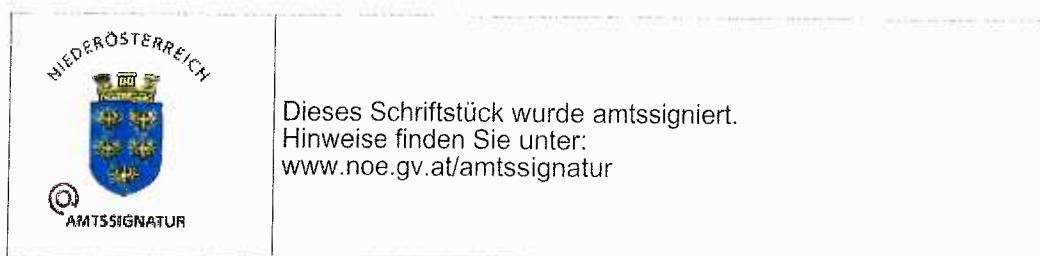 NIEDERÖSTERREICH
@
AMTSSIGNATUR
Dieses Schriftstück wurde amtssigniert.
Hinweise finden Sie unter:
www.noe.gv.at/amtssignatur